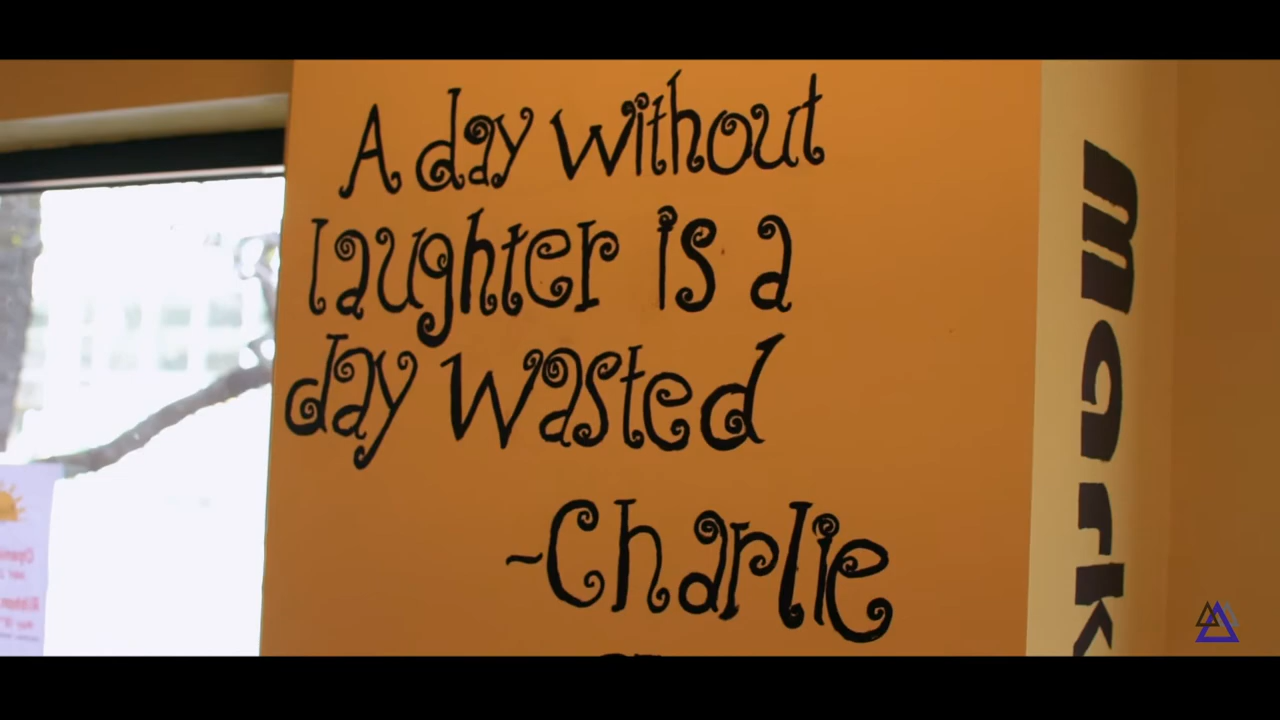 A day without
laughter is a
day wasted
~Charlie
mark